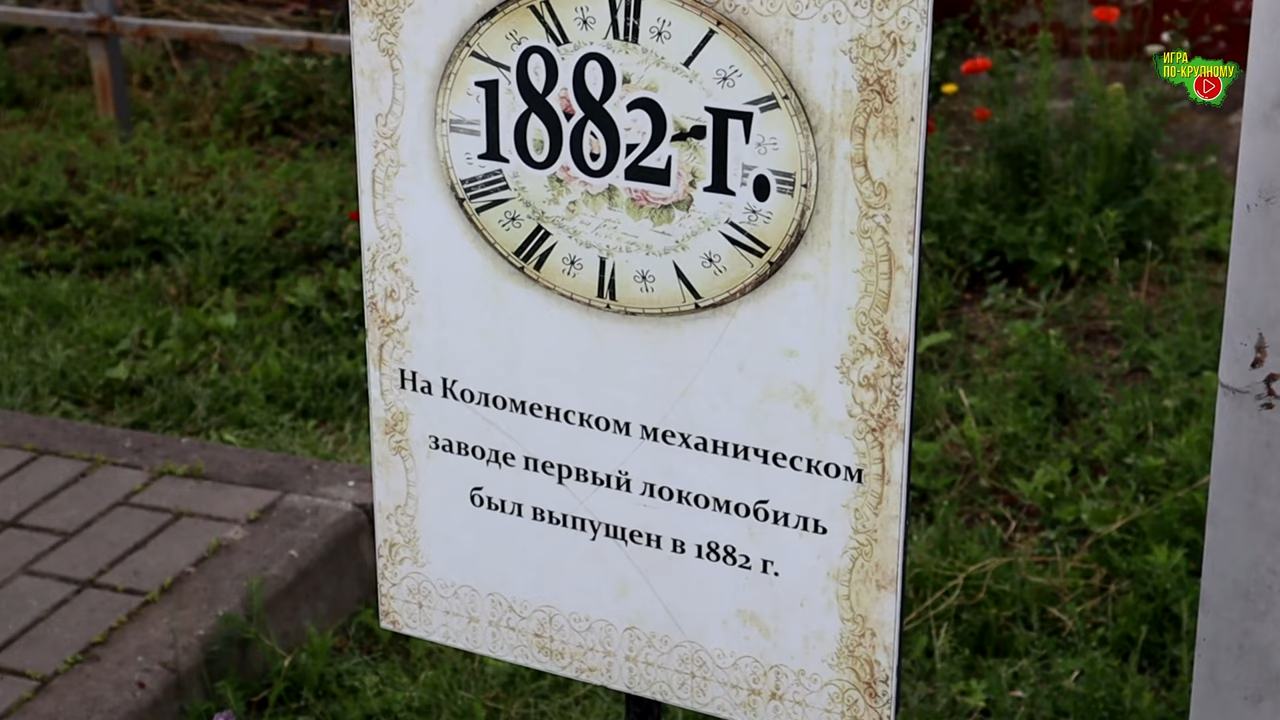 ИГРА
ПО-КРУПНОМУ
1882 г.
На Коломенском механическом
заводе первый локомобиль
был выпущен в 1882 г.